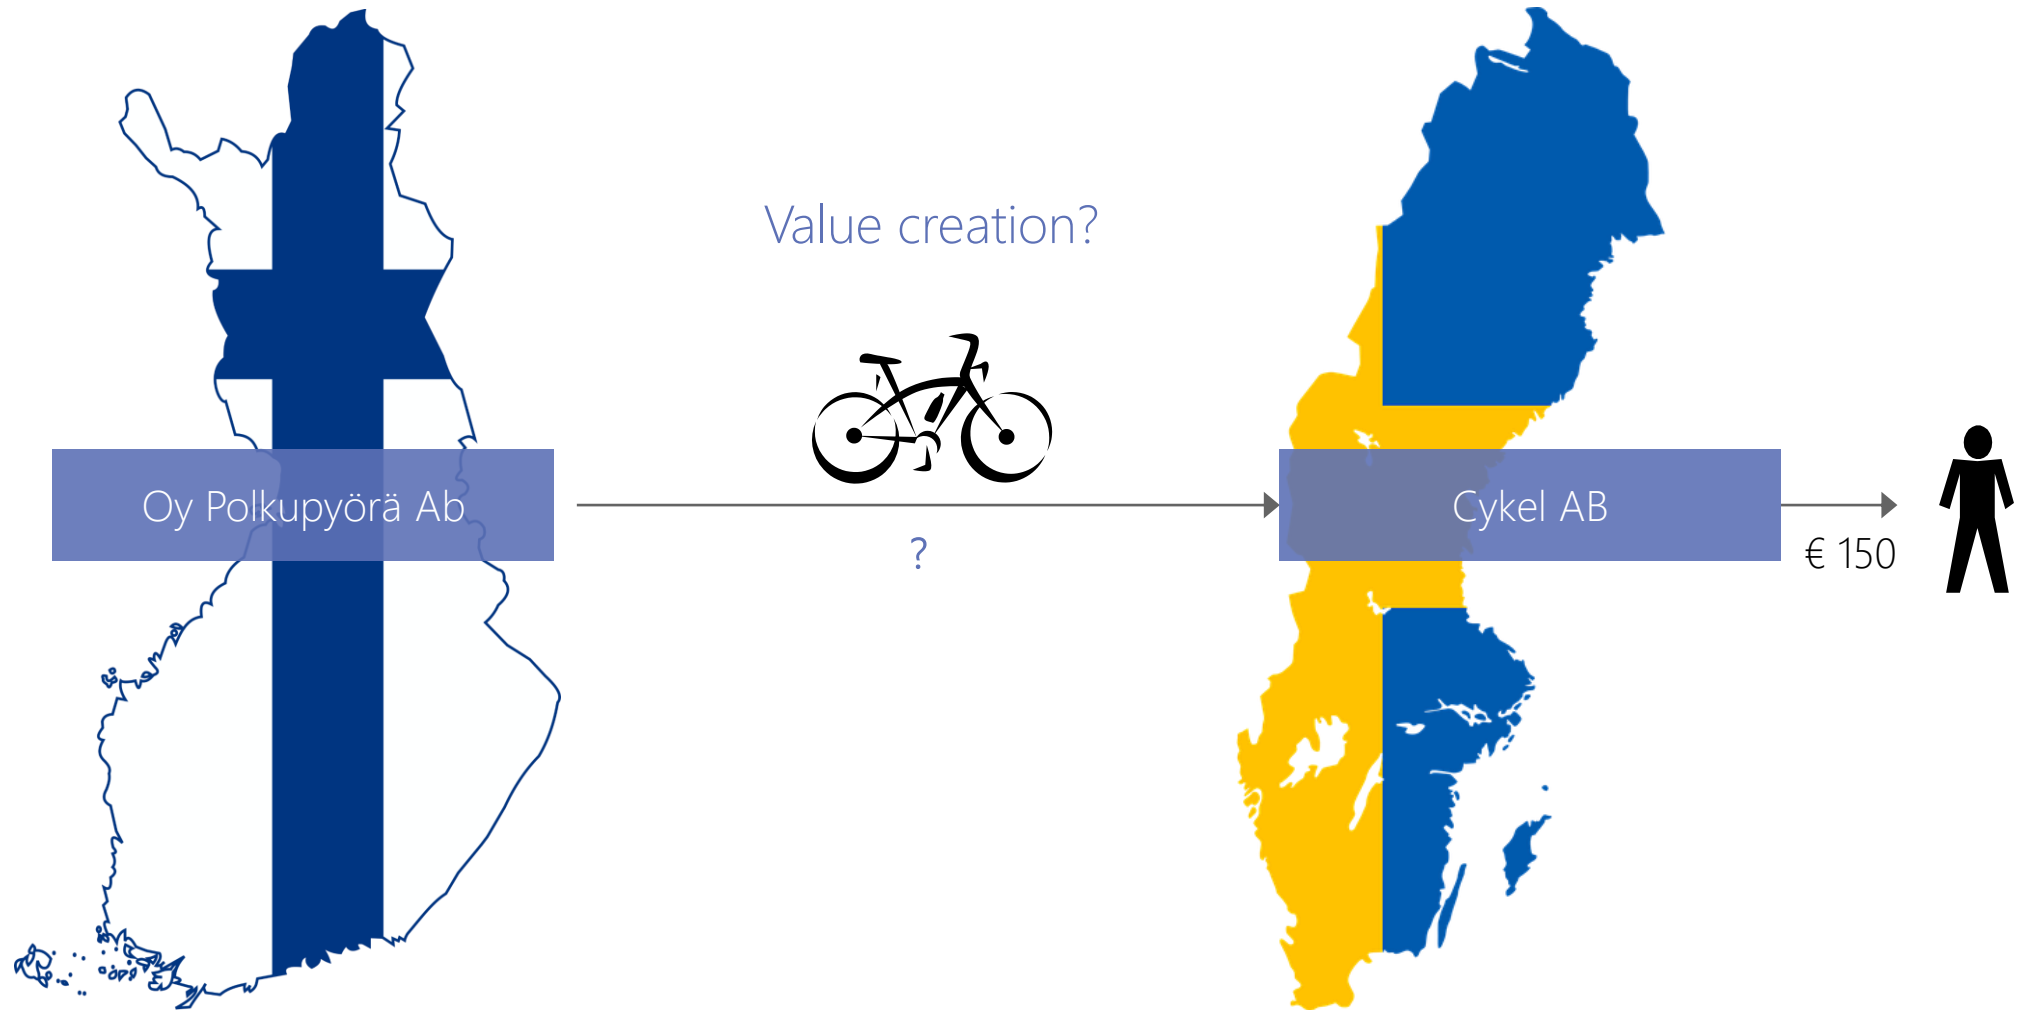 Value creation?
Oy Polkupyörä Ab
?
Cykel AB
€ 150